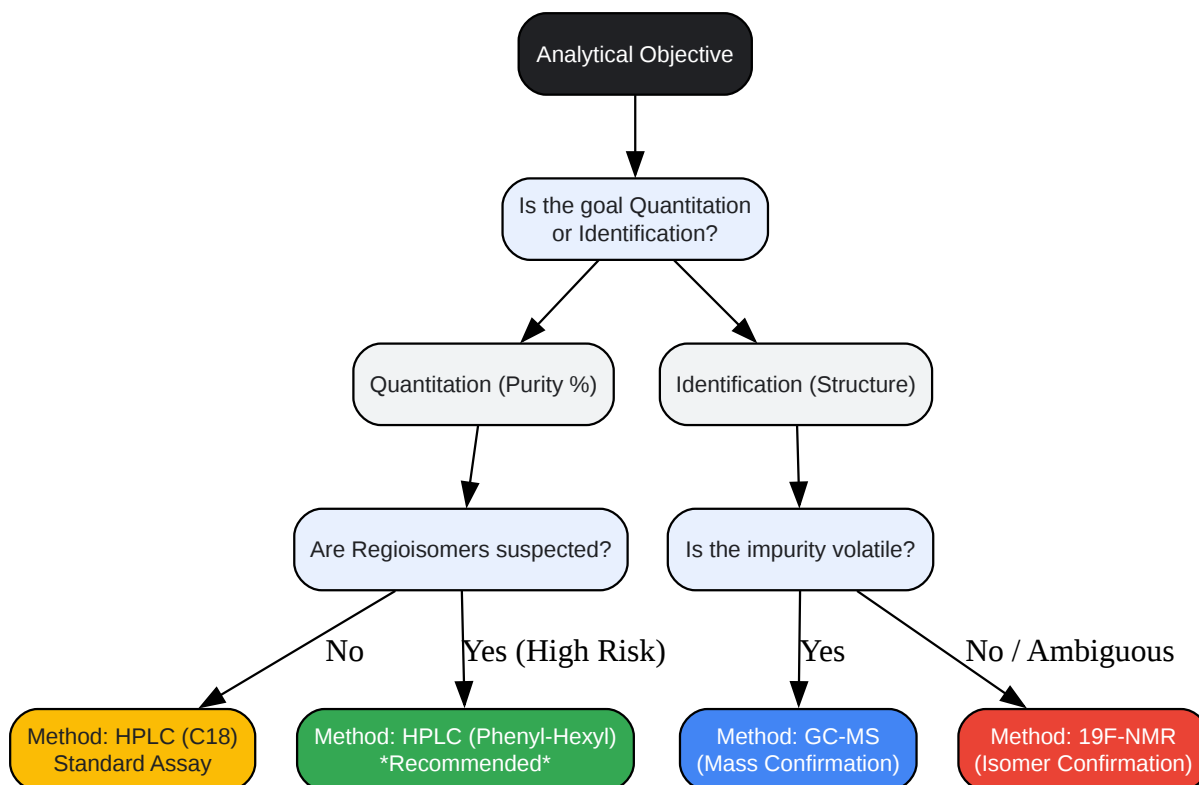 Analytical Objective
Is the goal Quantitation
or Identification?
Quantitation (Purity %)
Identification (Structure)
Are Regioisomers suspected?
Is the impurity volatile?
No
Yes (High Risk)
Yes
No / Ambiguous
Method: HPLC (C18)
Standard Assay
Method: HPLC (Phenyl-Hexyl)
*Recommended*
Method: GC-MS
(Mass Confirmation)
Method: 19F-NMR
(Isomer Confirmation)